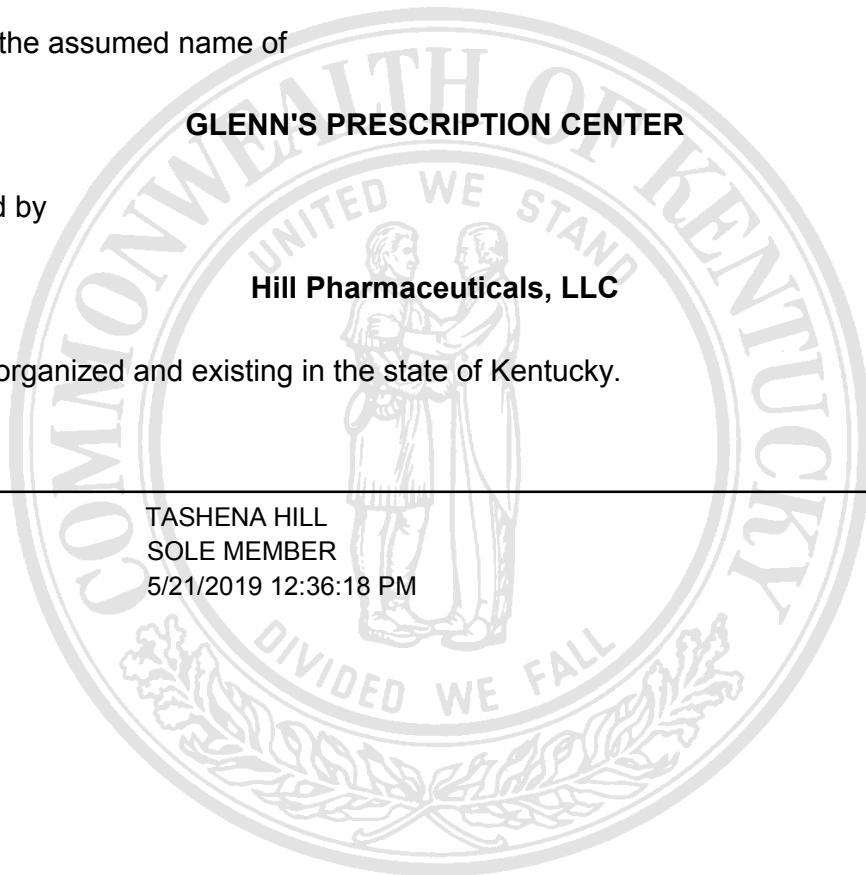 the assumed name of
GLENN'S PRESCRIPTION CENTER
d by
Hill Pharmaceuticals, LLC
organized and existing in the state of Kentucky.
TASHENA HILL
SOLE MEMBER
5/21/2019 12:36:18 PM
COMMONWEALTH OF KENTUCKY
UNITED WE STAND
DIVIDED WE FALL